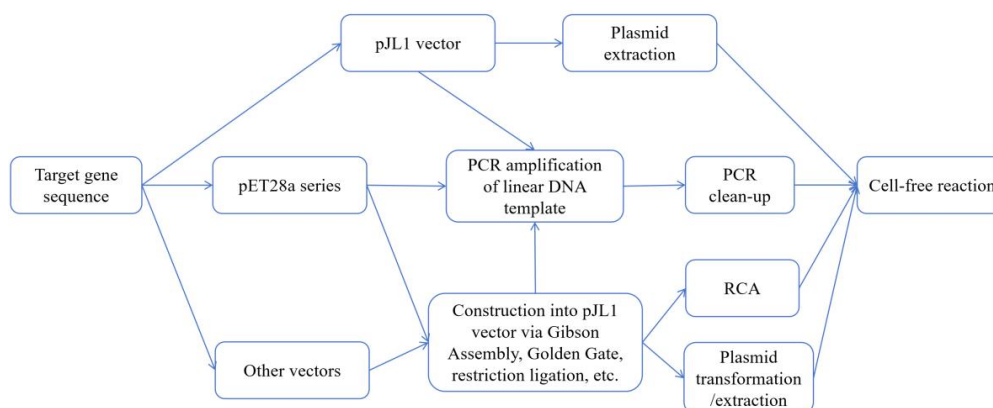 pJL1 vector
Plasmid
extraction
Target gene
sequence
pET28a series
PCR amplification
of linear DNA
template
PCR
clean-up
Cell-free reaction
RCA
Construction into pJL1
vector via Gibson
Assembly, Golden Gate,
restriction ligation, etc.
Other vectors
Plasmid
transformation
/extraction